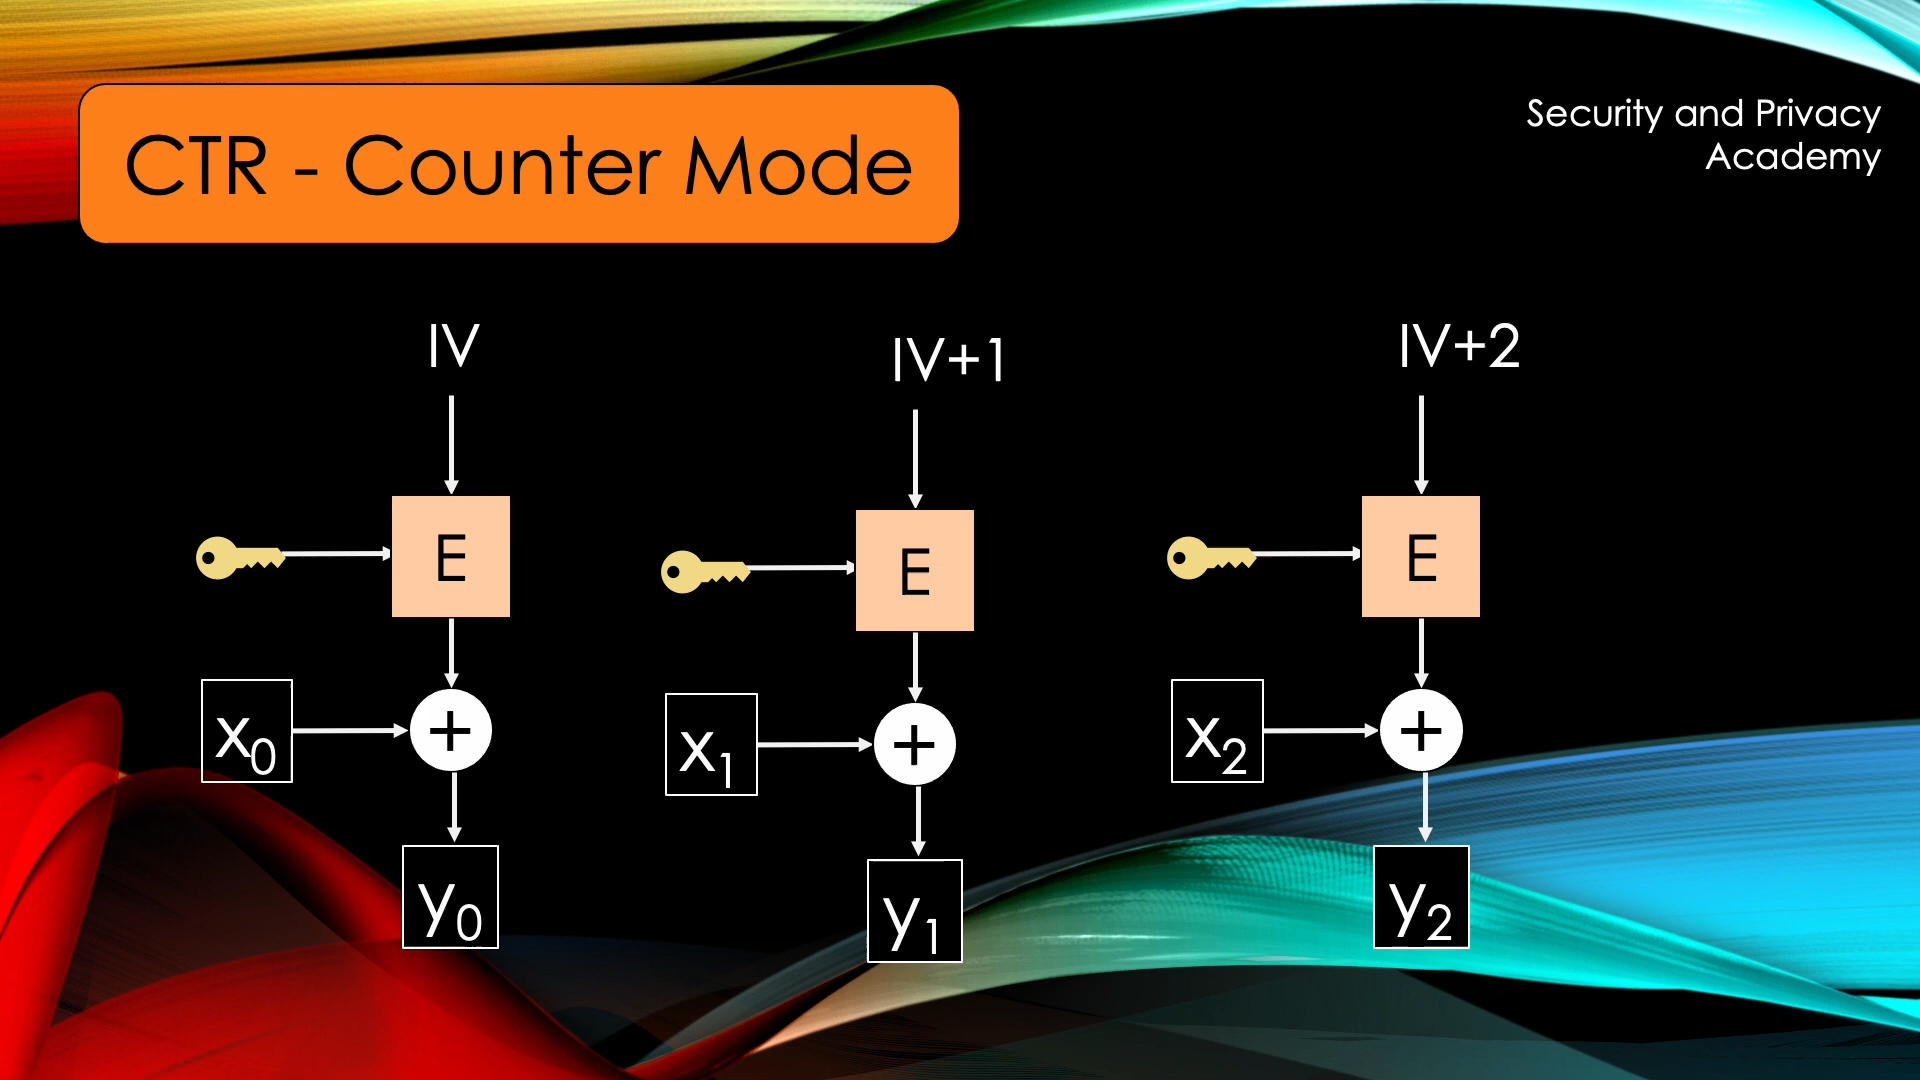 CTR - Counter Mode
Security and Privacy
Academy
IV
IV+1
IV+2
E
E
E
x0
+
x1
+
x2
+
y0
y1
y2